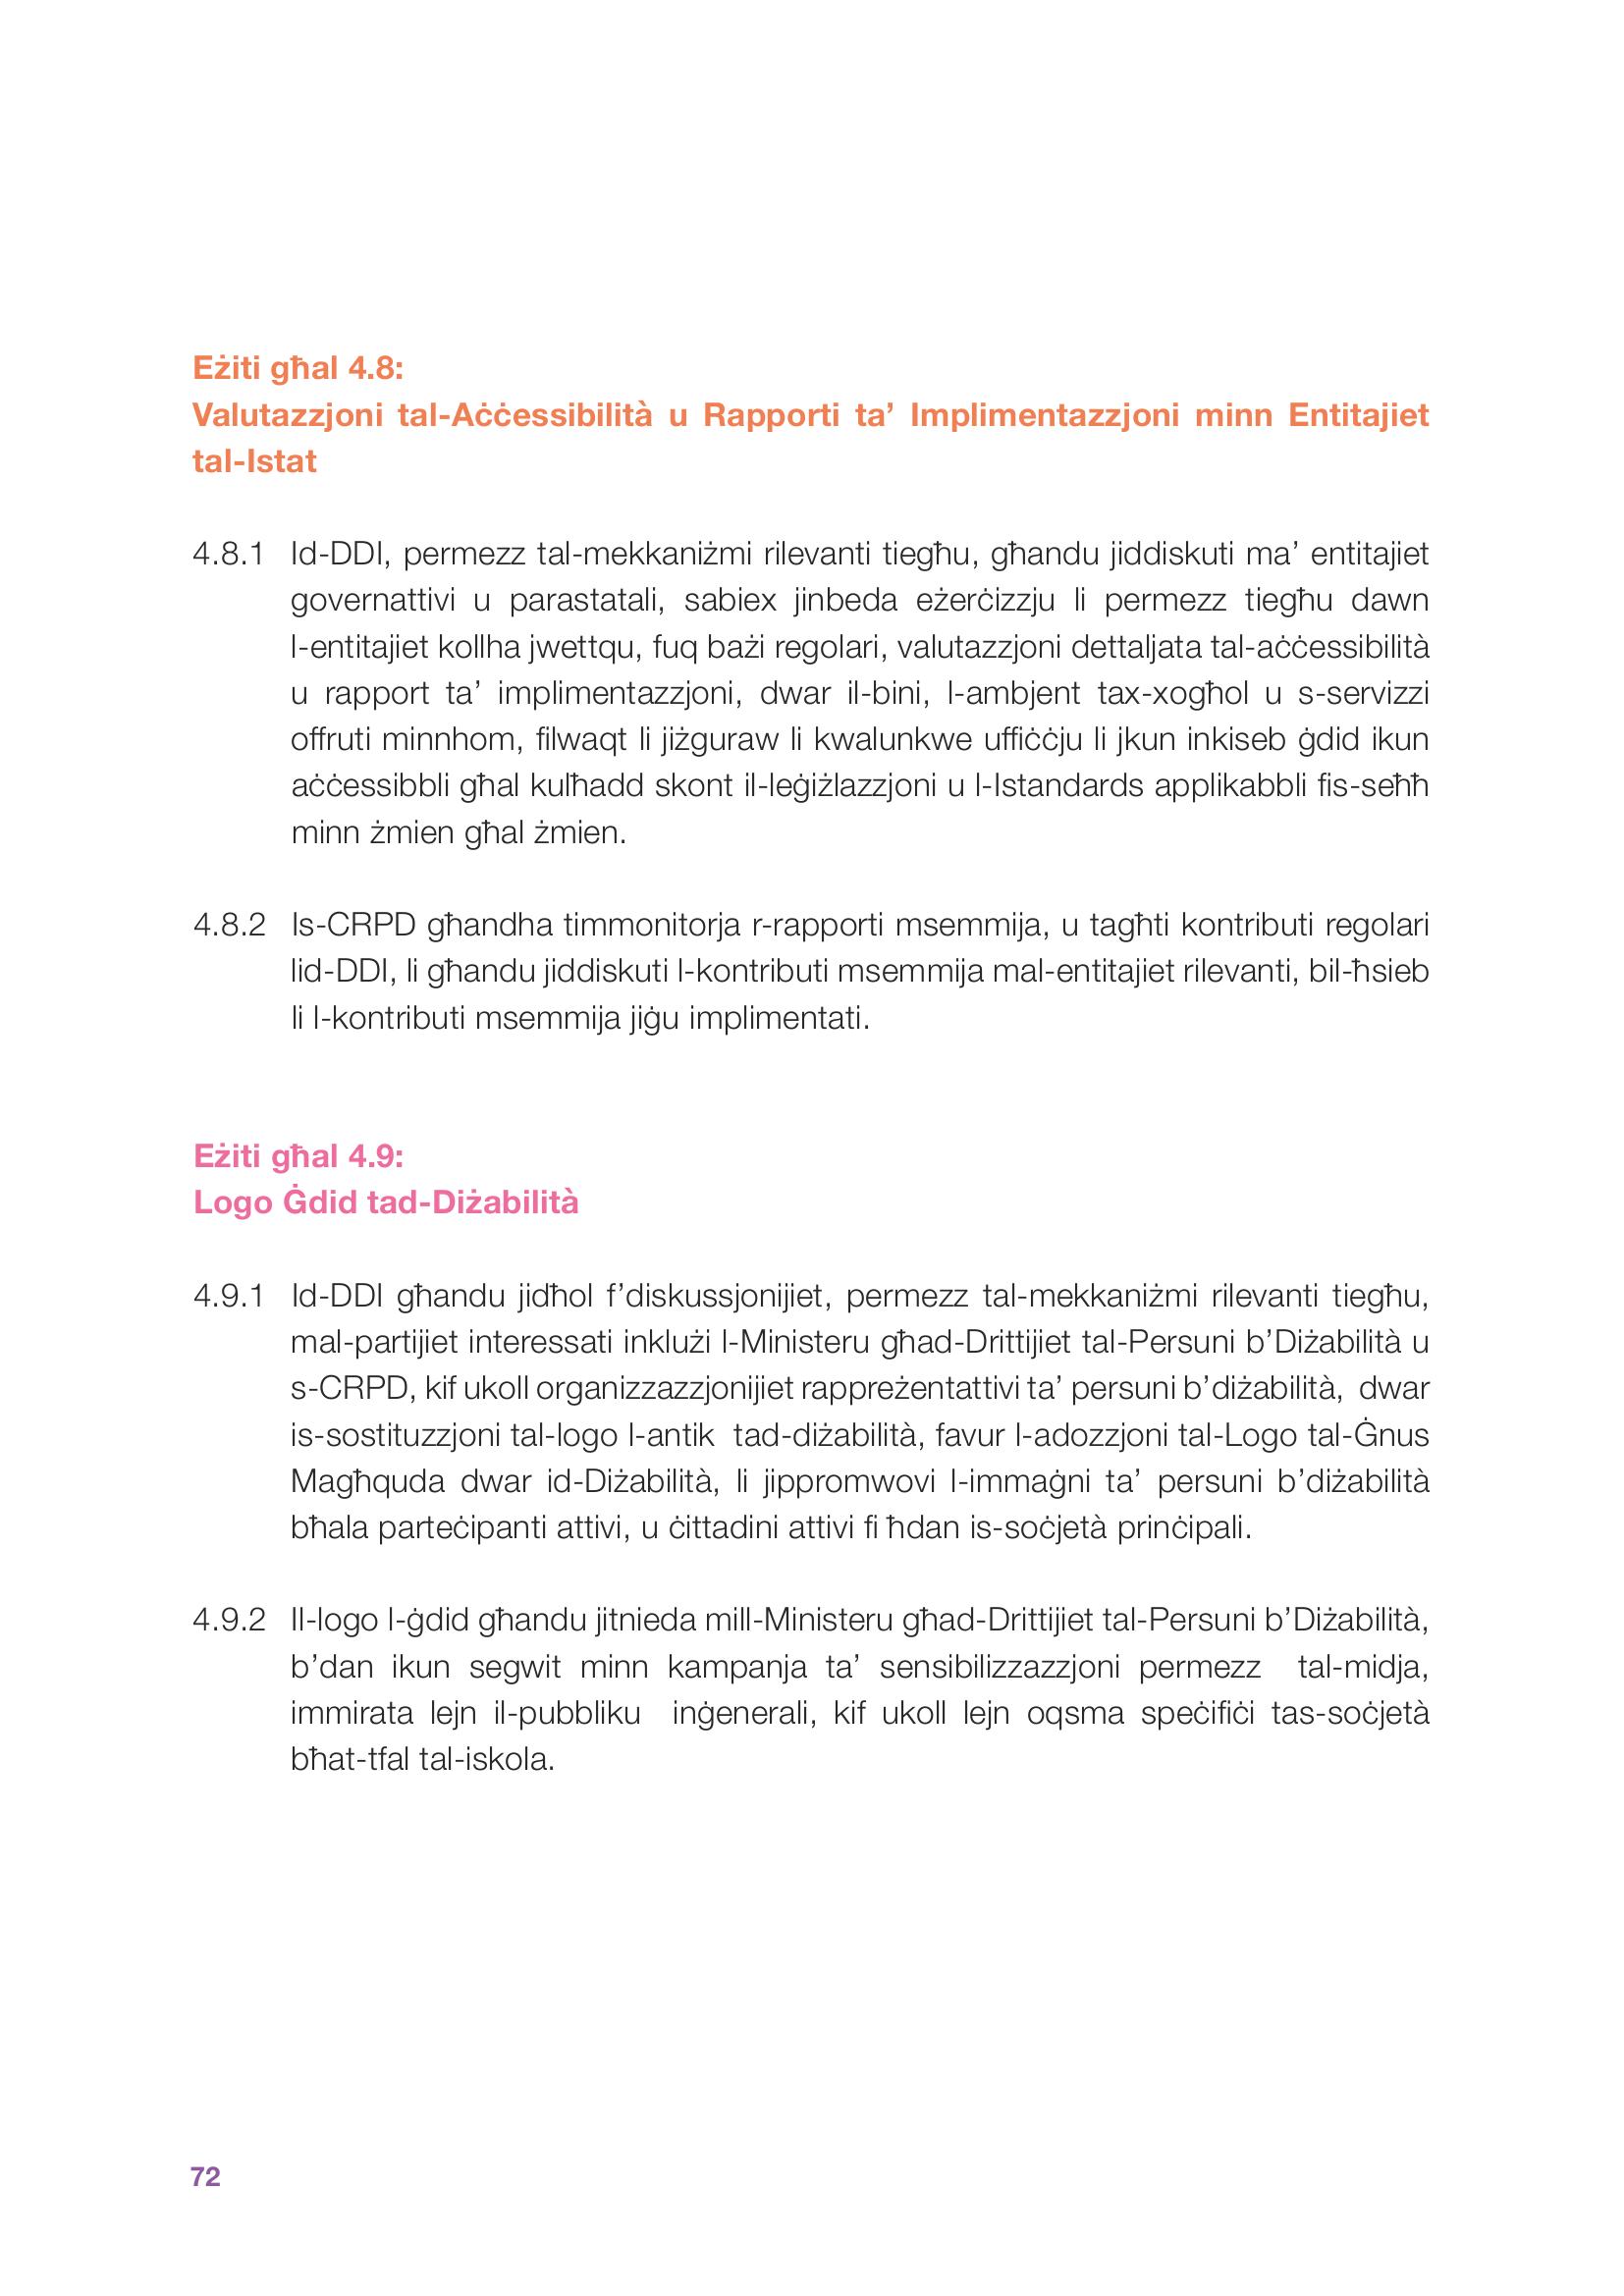 Eżiti għal 4.8:
Valutazzjoni tal-Aċċessibilità u Rapporti ta’ Implimentazzjoni minn Entitajiet
tal-Istat
4.8.1 Id-DDI, permezz tal-mekkaniżmi rilevanti tiegħu, għandu jiddiskuti ma’ entitajiet
governattivi u parastatali, sabiex jinbeda eżerċizzju li permezz tiegħu dawn
l-entitajiet kollha jwettqu, fuq bażi regolari, valutazzjoni dettaljata tal-aċċessibilità
u rapport ta’ implimentazzjoni, dwar il-bini, l-ambjent tax-xogħol u s-servizzi
offruti minnhom, filwaqt li jiżguraw li kwalunkwe uffiċċju li jkun inkiseb ġdid ikun
aċċessibbli għal kulħadd skont il-leġiżlazzjoni u l-Istandards applikabbli fis-seħħ
minn żmien għal żmien.
4.8.2 Is-CRPD għandha timmonitorja r-rapporti msemmija, u tagħti kontributi regolari
lid-DDI, li għandu jiddiskuti l-kontributi msemmija mal-entitajiet rilevanti, bil-ħsieb
li l-kontributi msemmija jiġu implimentati.
Eżiti għal 4.9:
Logo Ġdid tad-Diżabilità
4.9.1 Id-DDI għandu jidħol f’diskussjonijiet, permezz tal-mekkaniżmi rilevanti tiegħu,
mal-partijiet interessati inklużi l-Ministeru għad-Drittijiet tal-Persuni b’Diżabilità u
s-CRPD, kif ukoll organizzazzjonijiet rappreżentattivi ta’ persuni b’diżabilità, dwar
is-sostituzzjoni tal-logo l-antik tad-diżabilità, favur l-adozzjoni tal-Logo tal-Ġnus
Magħquda dwar id-Diżabilità, li jippromwovi l-immaġni ta’ persuni b’diżabilità
bħala parteċipanti attivi, u ċittadini attivi fi ħdan is-soċjetà prinċipali.
4.9.2 Il-logo l-ġdid għandu jitnieda mill-Ministeru għad-Drittijiet tal-Persuni b’Diżabilità,
b’dan ikun segwit minn kampanja ta’ sensibilizzazzjoni permezz tal-midja,
immirata lejn il-pubbliku inġenerali, kif ukoll lejn oqsma speċifiċi tas-soċjetà
bħat-tfal tal-iskola.
72